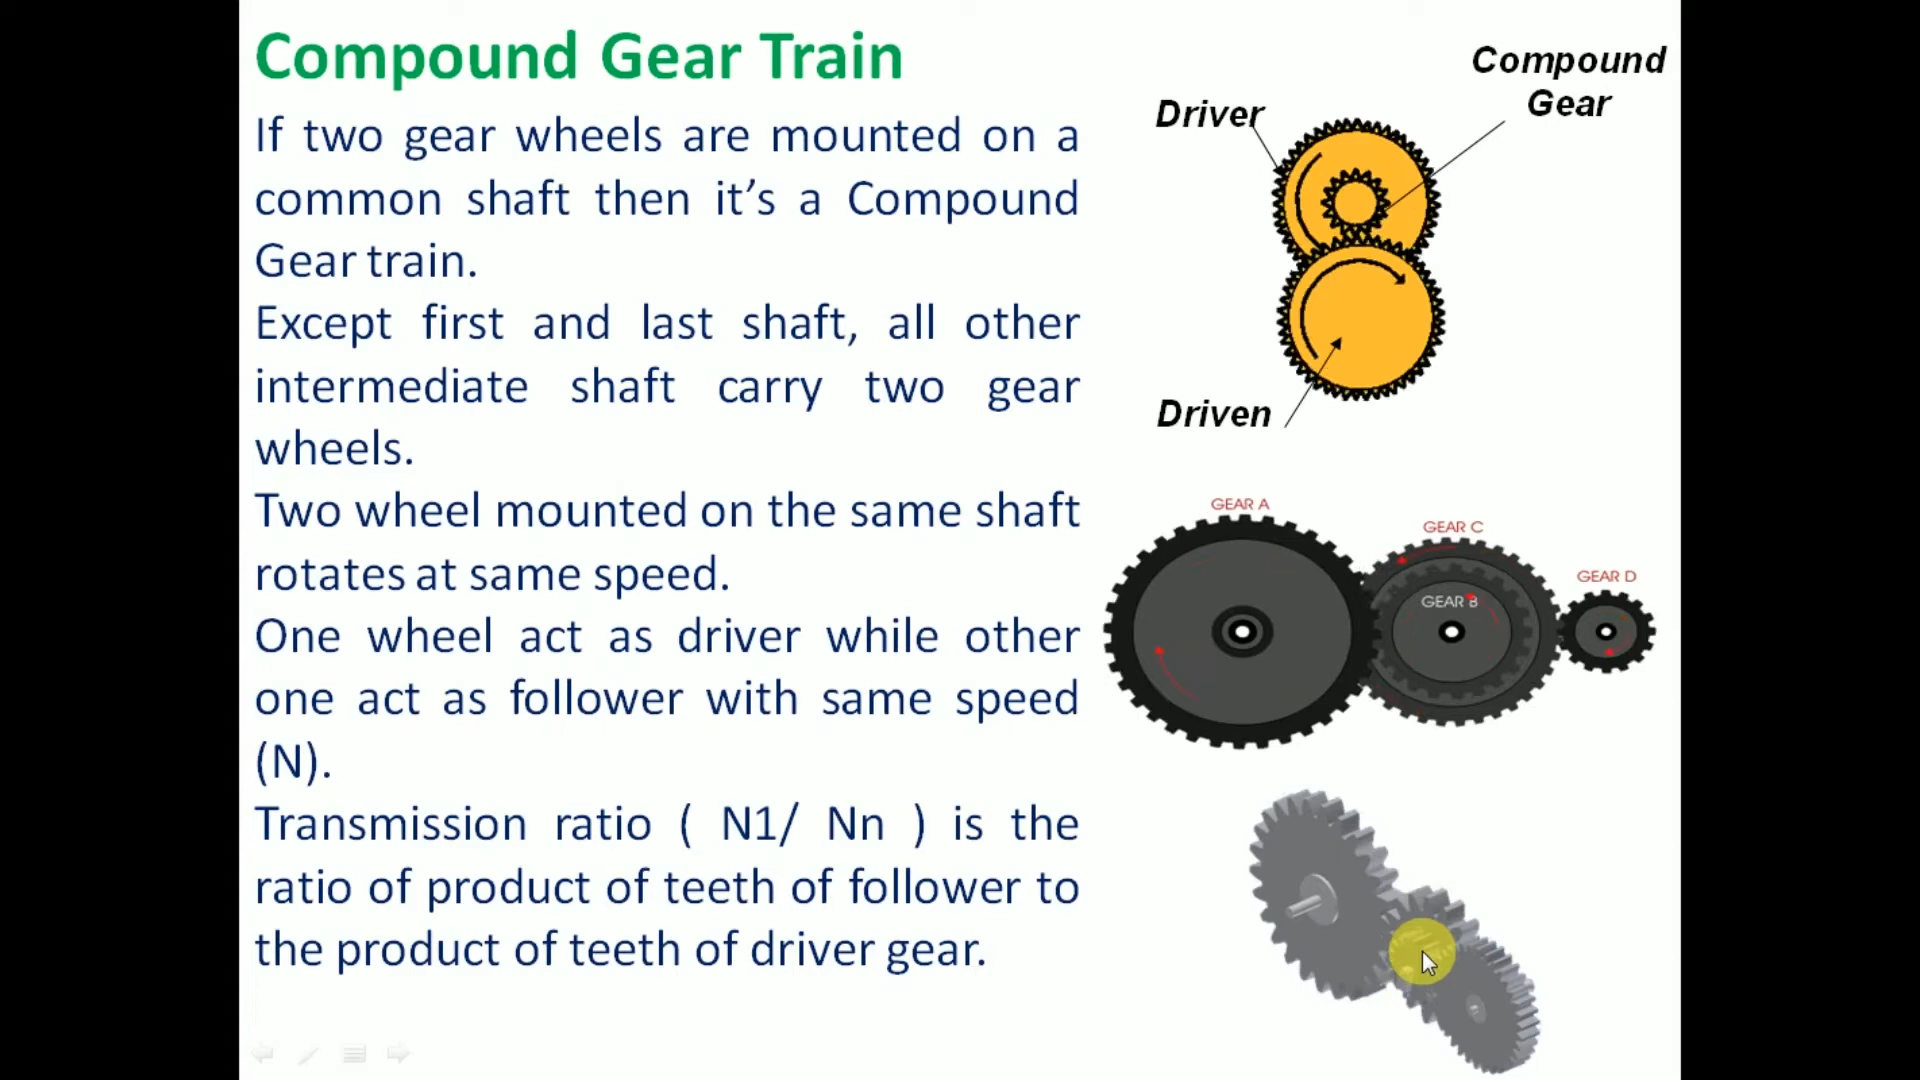 Compound Gear Train
If two gear wheels are mounted on a
common shaft then it's a Compound
Gear train.
Except first and last shaft, all other
intermediate shaft carry two gear
wheels.
Two wheel mounted on the same shaft
rotates at same speed.
One wheel act as driver while other
one act as follower with same speed
(N).
Transmission ratio ( N1/ Nn ) is the
ratio of product of teeth of follower to
the product of teeth of driver gear.
Compound
Gear
Driver
Driven
GEAR A
GEAR C
GEAR B
GEAR D